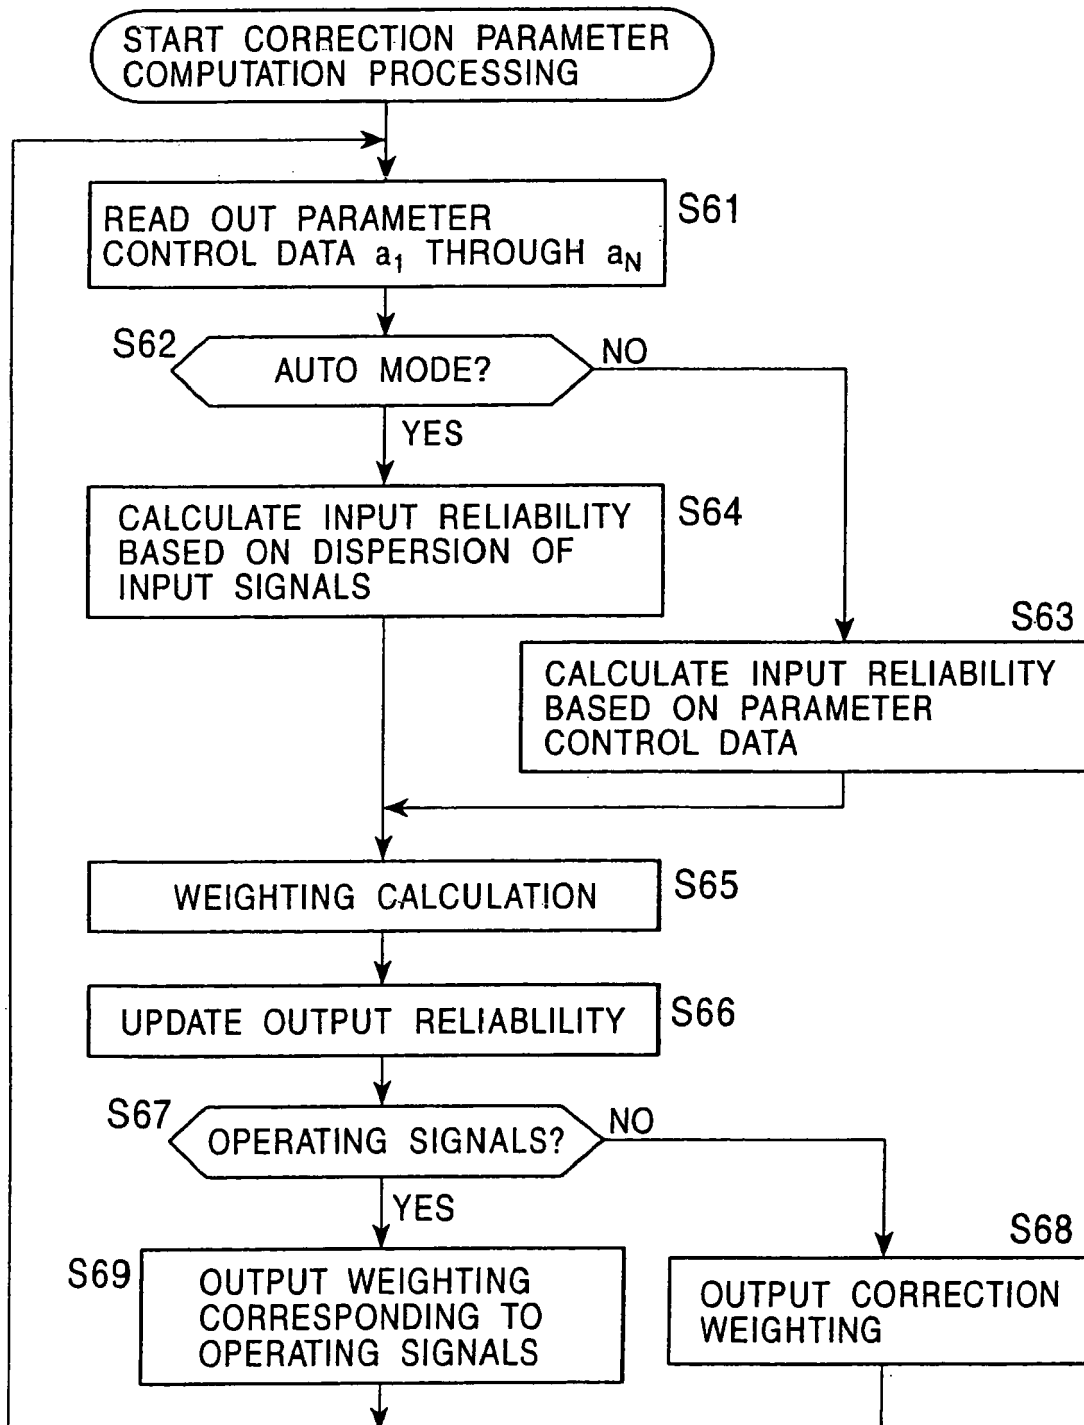 START CORRECTION PARAMETER
COMPUTATION PROCESSING
READ OUT PARAMETER
CONTROL DATA a1 THROUGH aN
S61
S62
AUTO MODE?
NO
YES
CALCULATE INPUT RELIABILITY
BASED ON DISPERSION OF
INPUT SIGNALS
S64
S63
CALCULATE INPUT RELIABILITY
BASED ON PARAMETER
CONTROL DATA
WEIGHTING CALCULATION
S65
UPDATE OUTPUT RELIABLILITY
S66
S67
OPERATING SIGNALS?
NO
YES
S69
OUTPUT WEIGHTING
CORRESPONDING TO
OPERATING SIGNALS
S68
OUTPUT CORRECTION
WEIGHTING